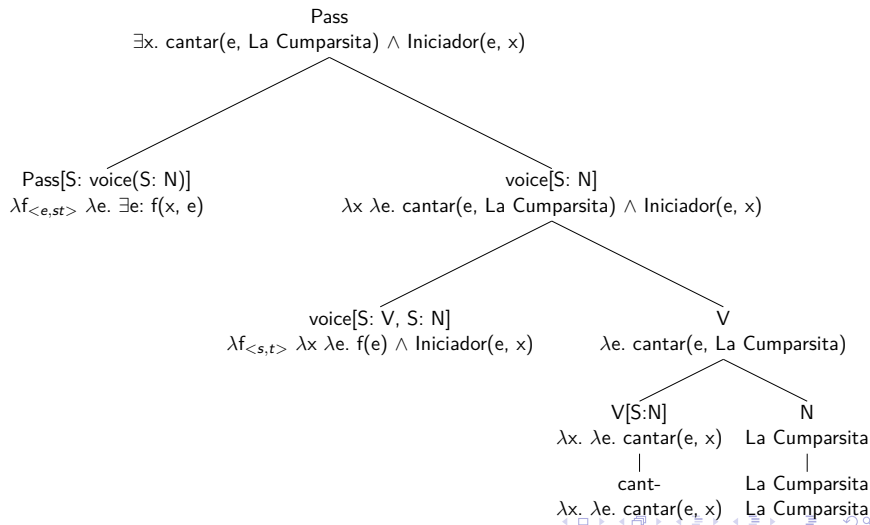 Pass
∃x. cantar(e, La Cumparsita) ∧ Iniciador(e, x)
Pass[S: voice(S: N)]
λf<e,st> λe. ∃e: f(x, e)
voice[S: N]
λx λe. cantar(e, La Cumparsita) ∧ Iniciador(e, x)
voice[S: V, S: N]
λf<s,t> λx λe. f(e) ∧ Iniciador(e, x)
V
λe. cantar(e, La Cumparsita)
V[S:N]
λx. λe. cantar(e, x)
N
La Cumparsita
cant-
λx. λe. cantar(e, x)
La Cumparsita
La Cumparsita